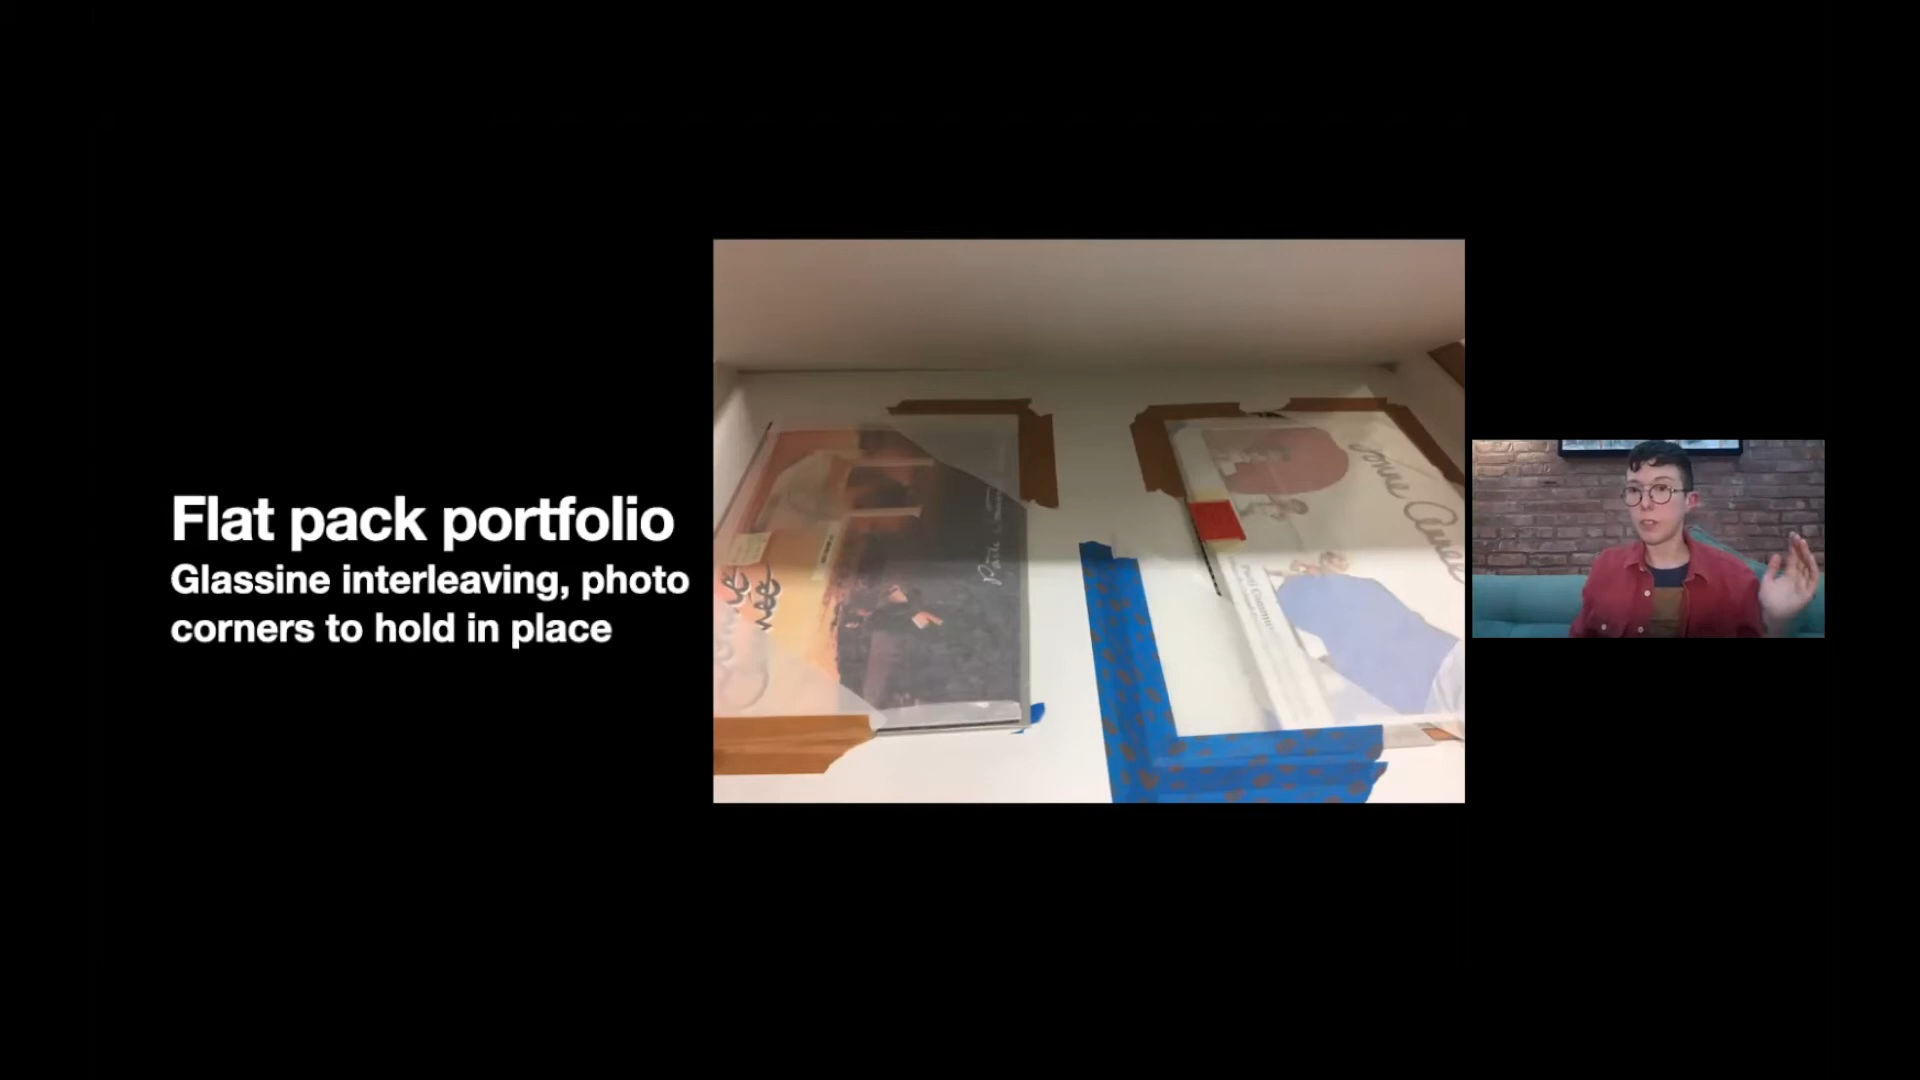 Flat pack portfolio
Glassine interleaving, photo
corners to hold in place